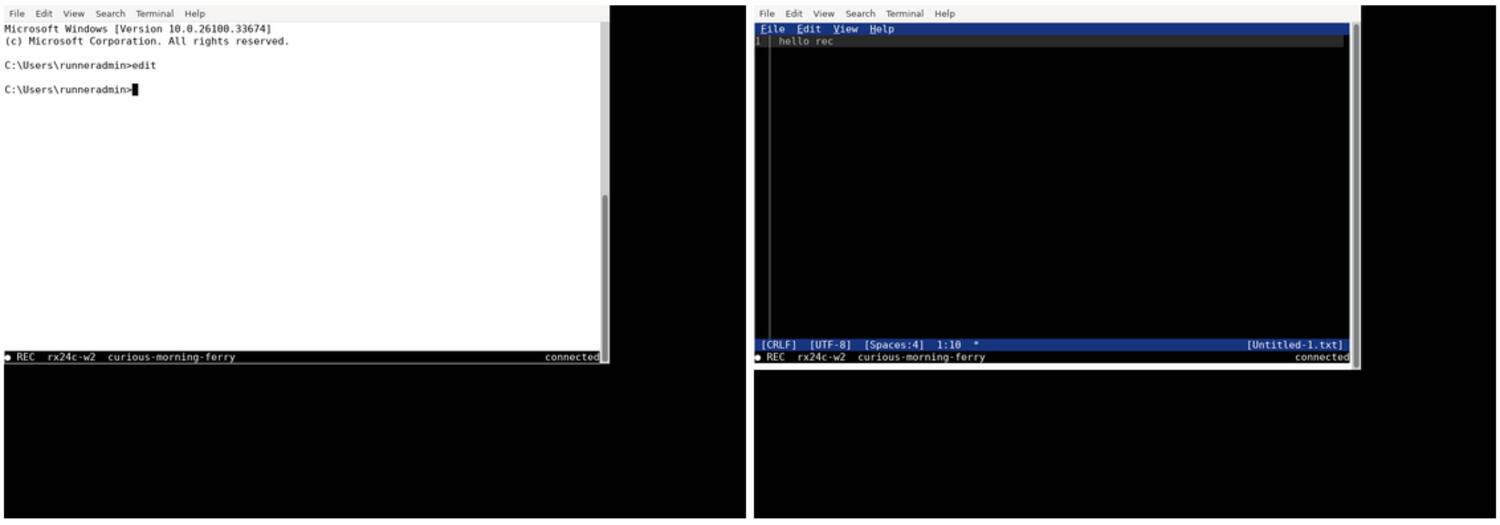 File Edit View Search Terminal Help
Microsoft Windows [Version 10.0.26100.33674]
(c) Microsoft Corporation. All rights reserved.
C:\Users\runneradmin>edit
C:\Users\runneradmin>
● REC rx24c-w2 curious-morning-ferry connected
File Edit View Search Terminal Help
File Edit View Help
1 hello rec
[CRLF] [UTF-8] [Spaces:4] 1:10 * [Untitled-1.txt]
● REC rx24c-w2 curious-morning-ferry connected